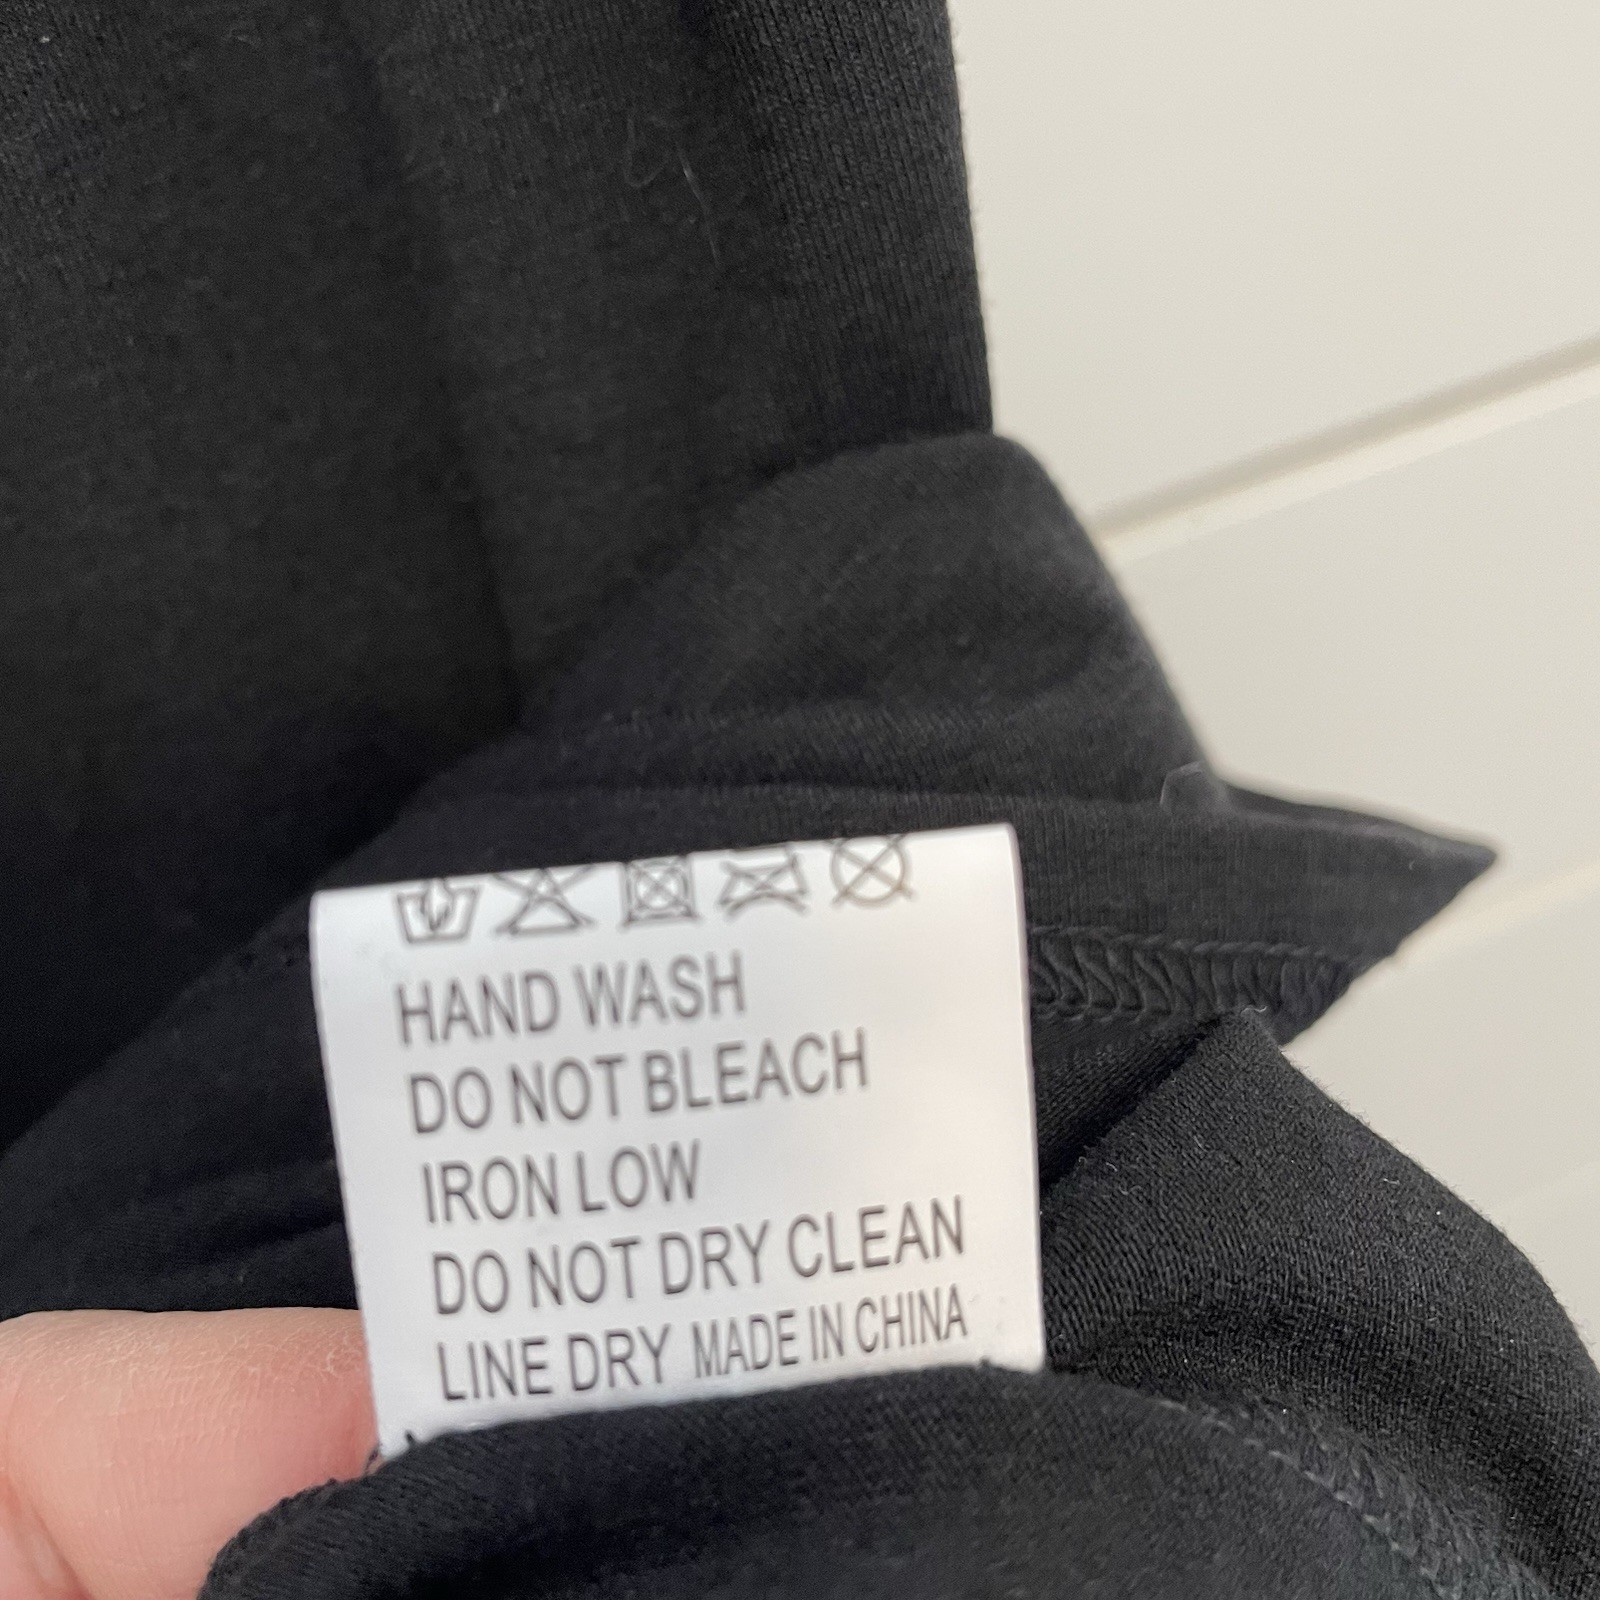 HAND WASH
DO NOT BLEACH
IRON LOW
DO NOT DRY CLEAN
LINE DRY MADE IN CHINA